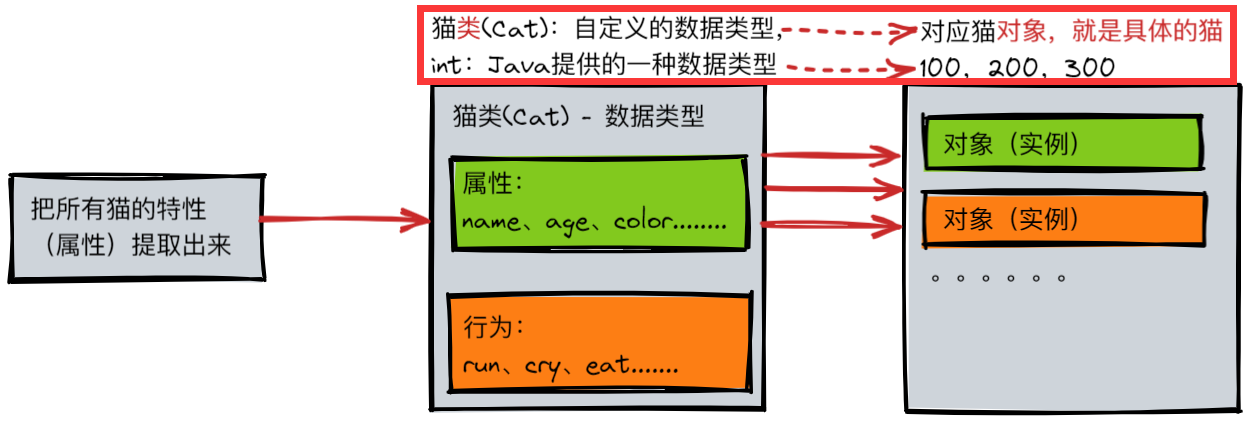 猫类(Cat)：自定义的数据类型，
对应猫对象，就是具体的猫
int：Java提供的一种数据类型
100，200，300
猫类(Cat) - 数据类型
属性：
name、age、color........
行为：
run、cry、eat.......
把所有猫的特性
（属性）提取出来
对象（实例）
对象（实例）
。。。。。。